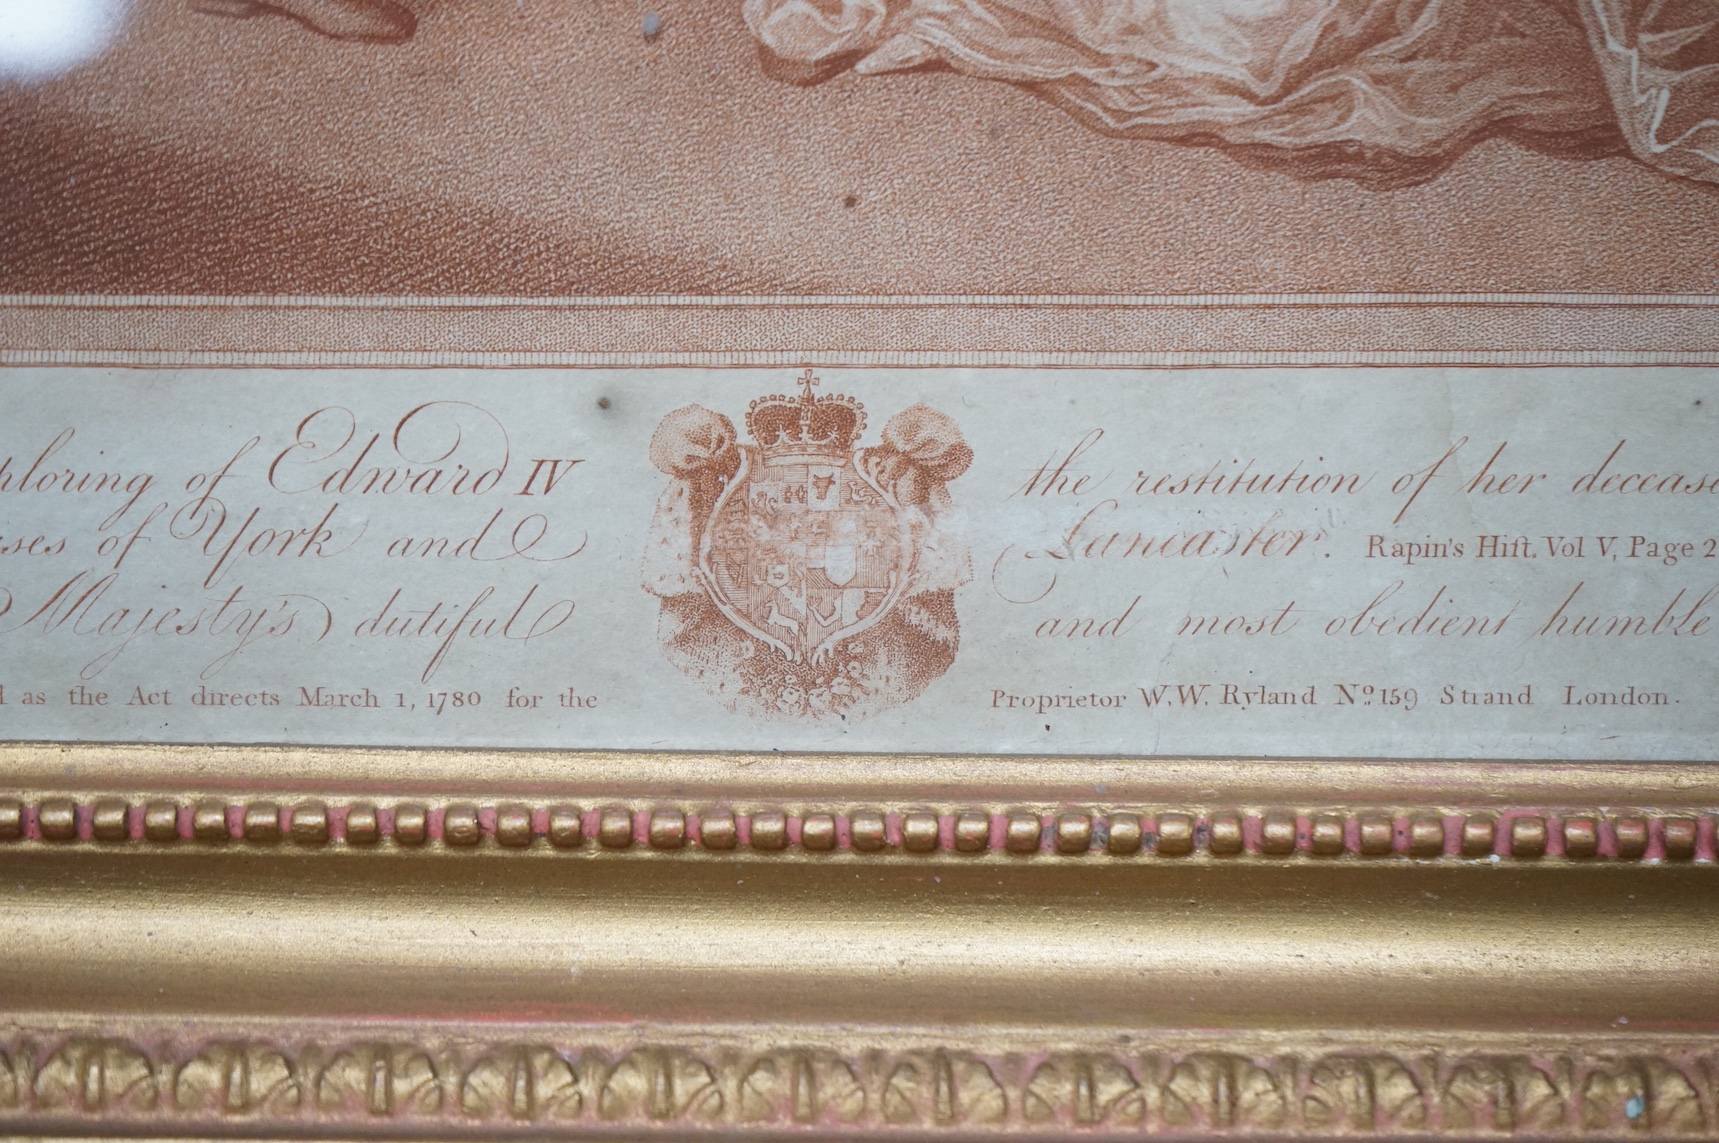 ploring of Edward IV the restitution of her deceas
ses of York and Lancaster. Rapin's Hiſt. Vol V, Page 2
Majesty's dutiful and most obedient humble
d as the Act directs March 1, 1780 for the Proprietor W.W. Ryland Nº 159 Strand London.